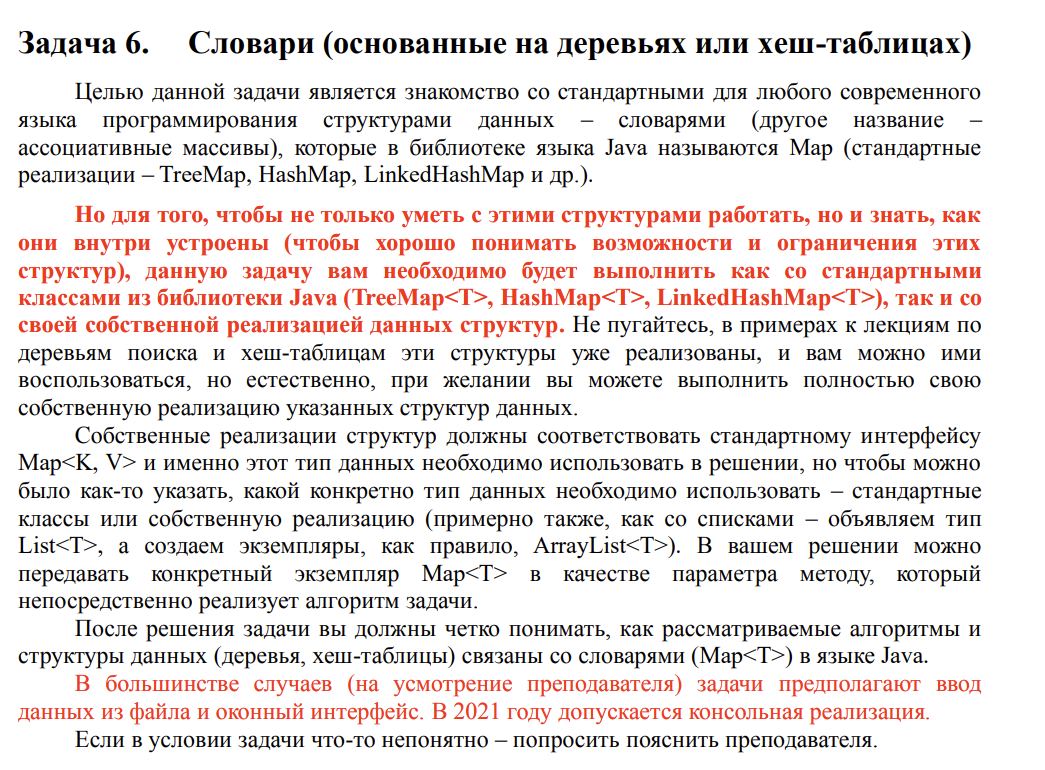 Задача 6. Словари (основанные на деревьях или хеш-таблицах)
Целью данной задачи является знакомство со стандартными для любого современного
языка программирования структурами данных – словарями (другое название –
ассоциативные массивы), которые в библиотеке языка Java называются Map (стандартные
реализации – TreeMap, HashMap, LinkedHashMap и др.).
Но для того, чтобы не только уметь с этими структурами работать, но и знать, как
они внутри устроены (чтобы хорошо понимать возможности и ограничения этих
структур), данную задачу вам необходимо будет выполнить как со стандартными
классами из библиотеки Java (TreeMap<T>, HashMap<T>, LinkedHashMap<T>), так и со
своей собственной реализацией данных структур. Не пугайтесь, в примерах к лекциям по
деревьям поиска и хеш-таблицам эти структуры уже реализованы, и вам можно ими
воспользоваться, но естественно, при желании вы можете выполнить полностью свою
собственную реализацию указанных структур данных.
Собственные реализации структур должны соответствовать стандартному интерфейсу
Map<K, V> и именно этот тип данных необходимо использовать в решении, но чтобы можно
было как-то указать, какой конкретно тип данных необходимо использовать – стандартные
классы или собственную реализацию (примерно также, как со списками – объявляем тип
List<T>, а создаем экземпляры, как правило, ArrayList<T>). В вашем решении можно
передавать конкретный экземпляр Map<T> в качестве параметра методу, который
непосредственно реализует алгоритм задачи.
После решения задачи вы должны четко понимать, как рассматриваемые алгоритмы и
структуры данных (деревья, хеш-таблицы) связаны со словарями (Map<T>) в языке Java.
В большинстве случаев (на усмотрение преподавателя) задачи предполагают ввод
данных из файла и оконный интерфейс. В 2021 году допускается консольная реализация.
Если в условии задачи что-то непонятно – попросить пояснить преподавателя.